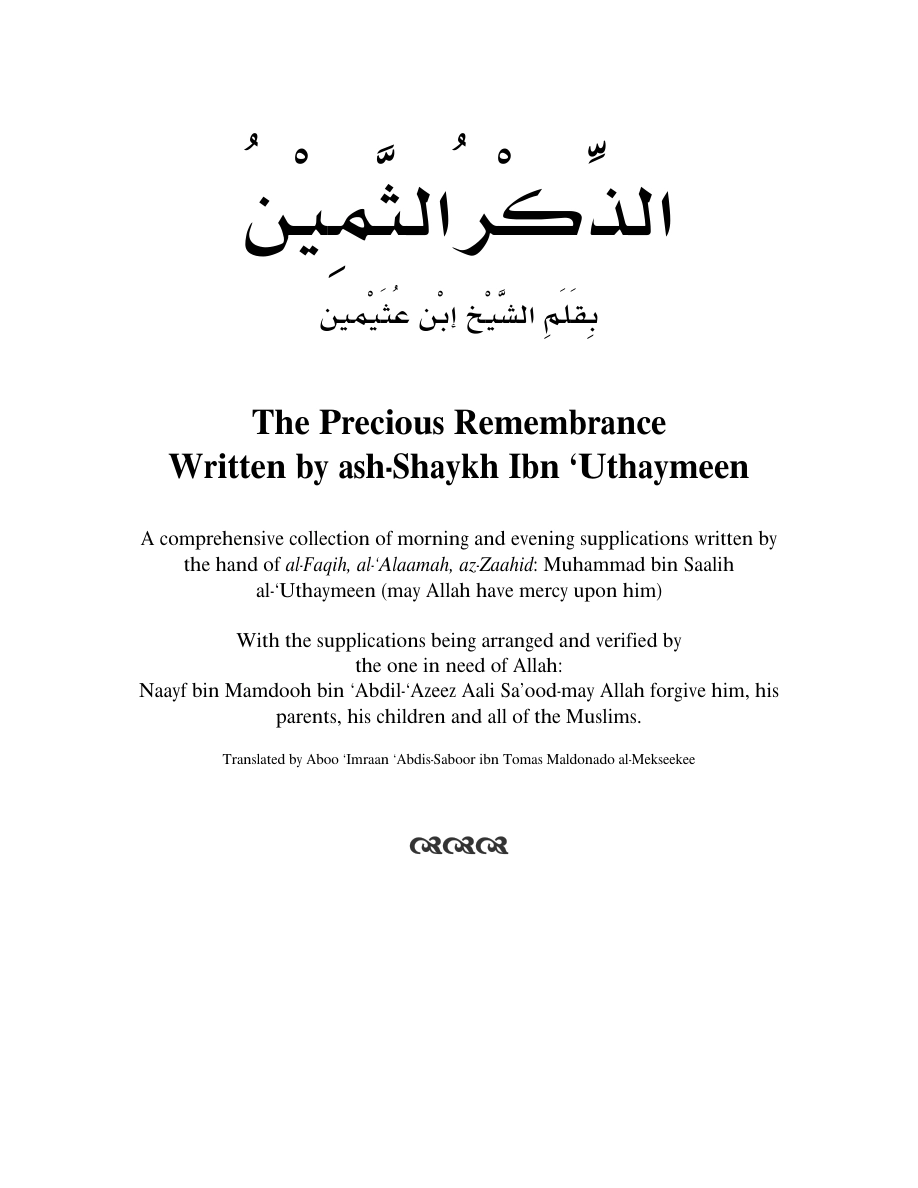 الذِّكْرُ الثَّمِيْنُ
بِقَلَمِ الشَّيْخ إبْن عُثَيْمين
The Precious Remembrance
Written by ash-Shaykh Ibn ‘Uthaymeen
A comprehensive collection of morning and evening supplications written by
the hand of al-Faqih, al-‘Alaamah, az-Zaahid: Muhammad bin Saalih
al-‘Uthaymeen (may Allah have mercy upon him)
With the supplications being arranged and verified by
the one in need of Allah:
Naayf bin Mamdooh bin ‘Abdil-‘Azeez Aali Sa’ood-may Allah forgive him, his
parents, his children and all of the Muslims.
Translated by Aboo ‘Imraan ‘Abdis-Saboor ibn Tomas Maldonado al-Mekseekee